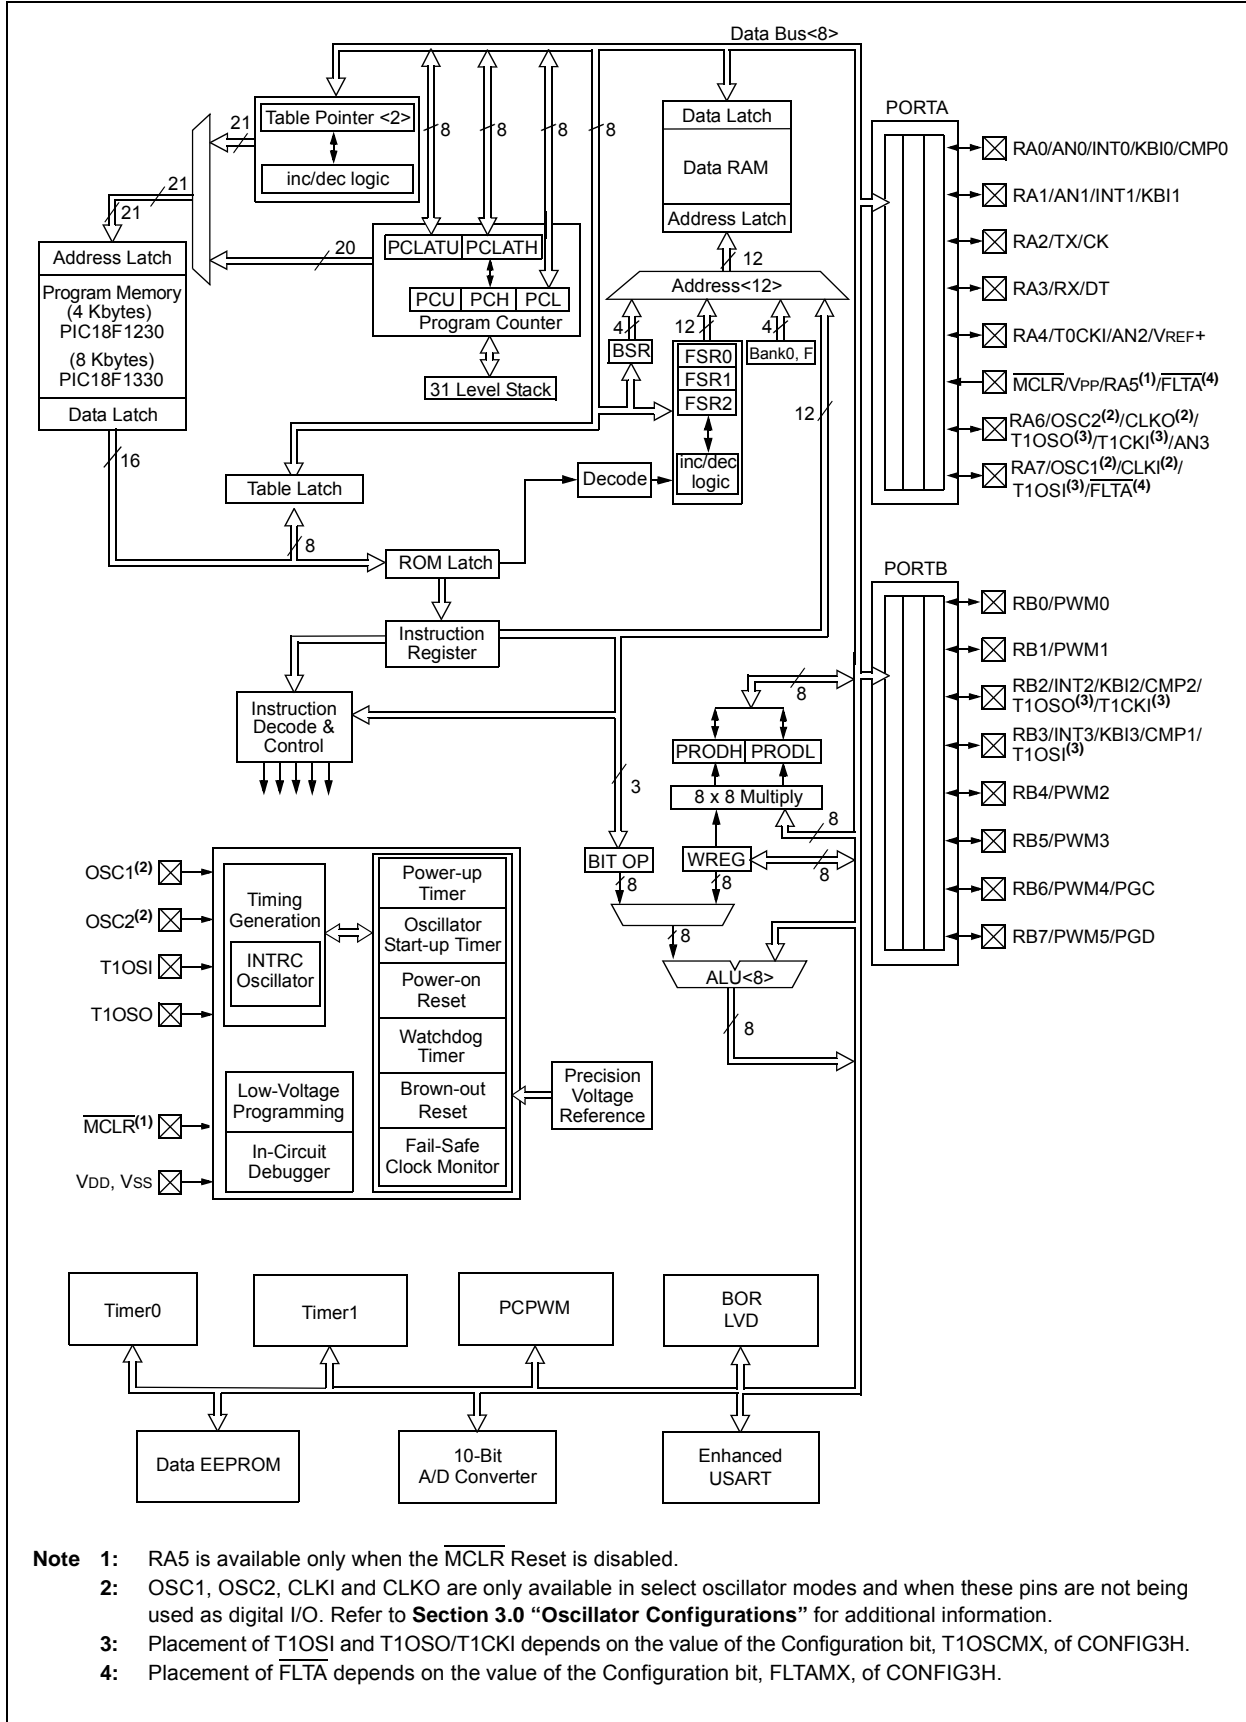 Data Bus<8>
Table Pointer <2>
inc/dec logic
21
21
21
20
8
8
8
8
Data Latch
Data RAM
Address Latch
12
Address<12>
PCLATU PCLATH
PCU PCH PCL
Program Counter
31 Level Stack
Address Latch
Program Memory
(4 Kbytes)
PIC18F1230
(8 Kbytes)
PIC18F1330
Data Latch
16
4
12
4
BSR
FSR0
FSR1
FSR2
inc/dec
logic
Bank0, F
12
Table Latch
8
Decode
ROM Latch
Instruction
Register
Instruction
Decode &
Control
8
PRODH PRODL
3
8 x 8 Multiply
8
BIT OP
WREG
8
8
8
8
ALU<8>
8
PORTA
RA0/AN0/INT0/KBI0/CMP0
RA1/AN1/INT1/KBI1
RA2/TX/CK
RA3/RX/DT
RA4/T0CKI/AN2/VREF+
MCLR/VPP/RA5(1)/FLTA(4)
RA6/OSC2(2)/CLKO(2)/
T1OSO(3)/T1CKI(3)/AN3
RA7/OSC1(2)/CLKI(2)/
T1OSI(3)/FLTA(4)
PORTB
RB0/PWM0
RB1/PWM1
RB2/INT2/KBI2/CMP2/
T1OSO(3)/T1CKI(3)
RB3/INT3/KBI3/CMP1/
T1OSI(3)
RB4/PWM2
RB5/PWM3
RB6/PWM4/PGC
RB7/PWM5/PGD
OSC1(2)
OSC2(2)
T1OSI
T1OSO
MCLR(1)
VDD, VSS
Timing
Generation
INTRC
Oscillator
Low-Voltage
Programming
In-Circuit
Debugger
Power-up
Timer
Oscillator
Start-up Timer
Power-on
Reset
Watchdog
Timer
Brown-out
Reset
Fail-Safe
Clock Monitor
Precision
Voltage
Reference
Timer0
Timer1
PCPWM
BOR
LVD
Data EEPROM
10-Bit
A/D Converter
Enhanced
USART
Note 1: RA5 is available only when the MCLR Reset is disabled.
2: OSC1, OSC2, CLKI and CLKO are only available in select oscillator modes and when these pins are not being
used as digital I/O. Refer to Section 3.0 “Oscillator Configurations” for additional information.
3: Placement of T1OSI and T1OSO/T1CKI depends on the value of the Configuration bit, T1OSCMX, of CONFIG3H.
4: Placement of FLTA depends on the value of the Configuration bit, FLTAMX, of CONFIG3H.